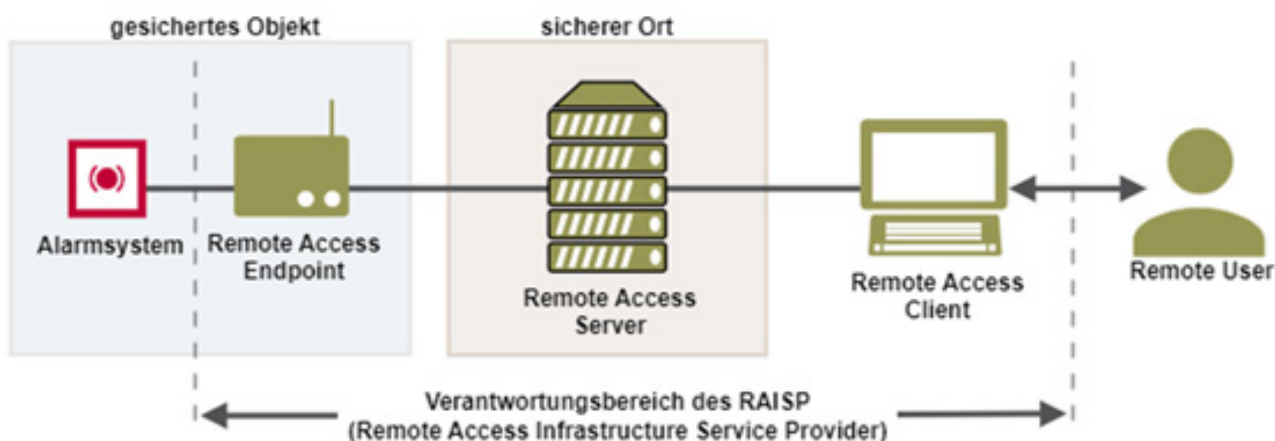 gesichertes Objekt
sicherer Ort
Alarmsystem
Remote Access
Endpoint
Remote Access
Server
Remote Access
Client
Remote User
Verantwortungsbereich des RAISP
(Remote Access Infrastructure Service Provider)